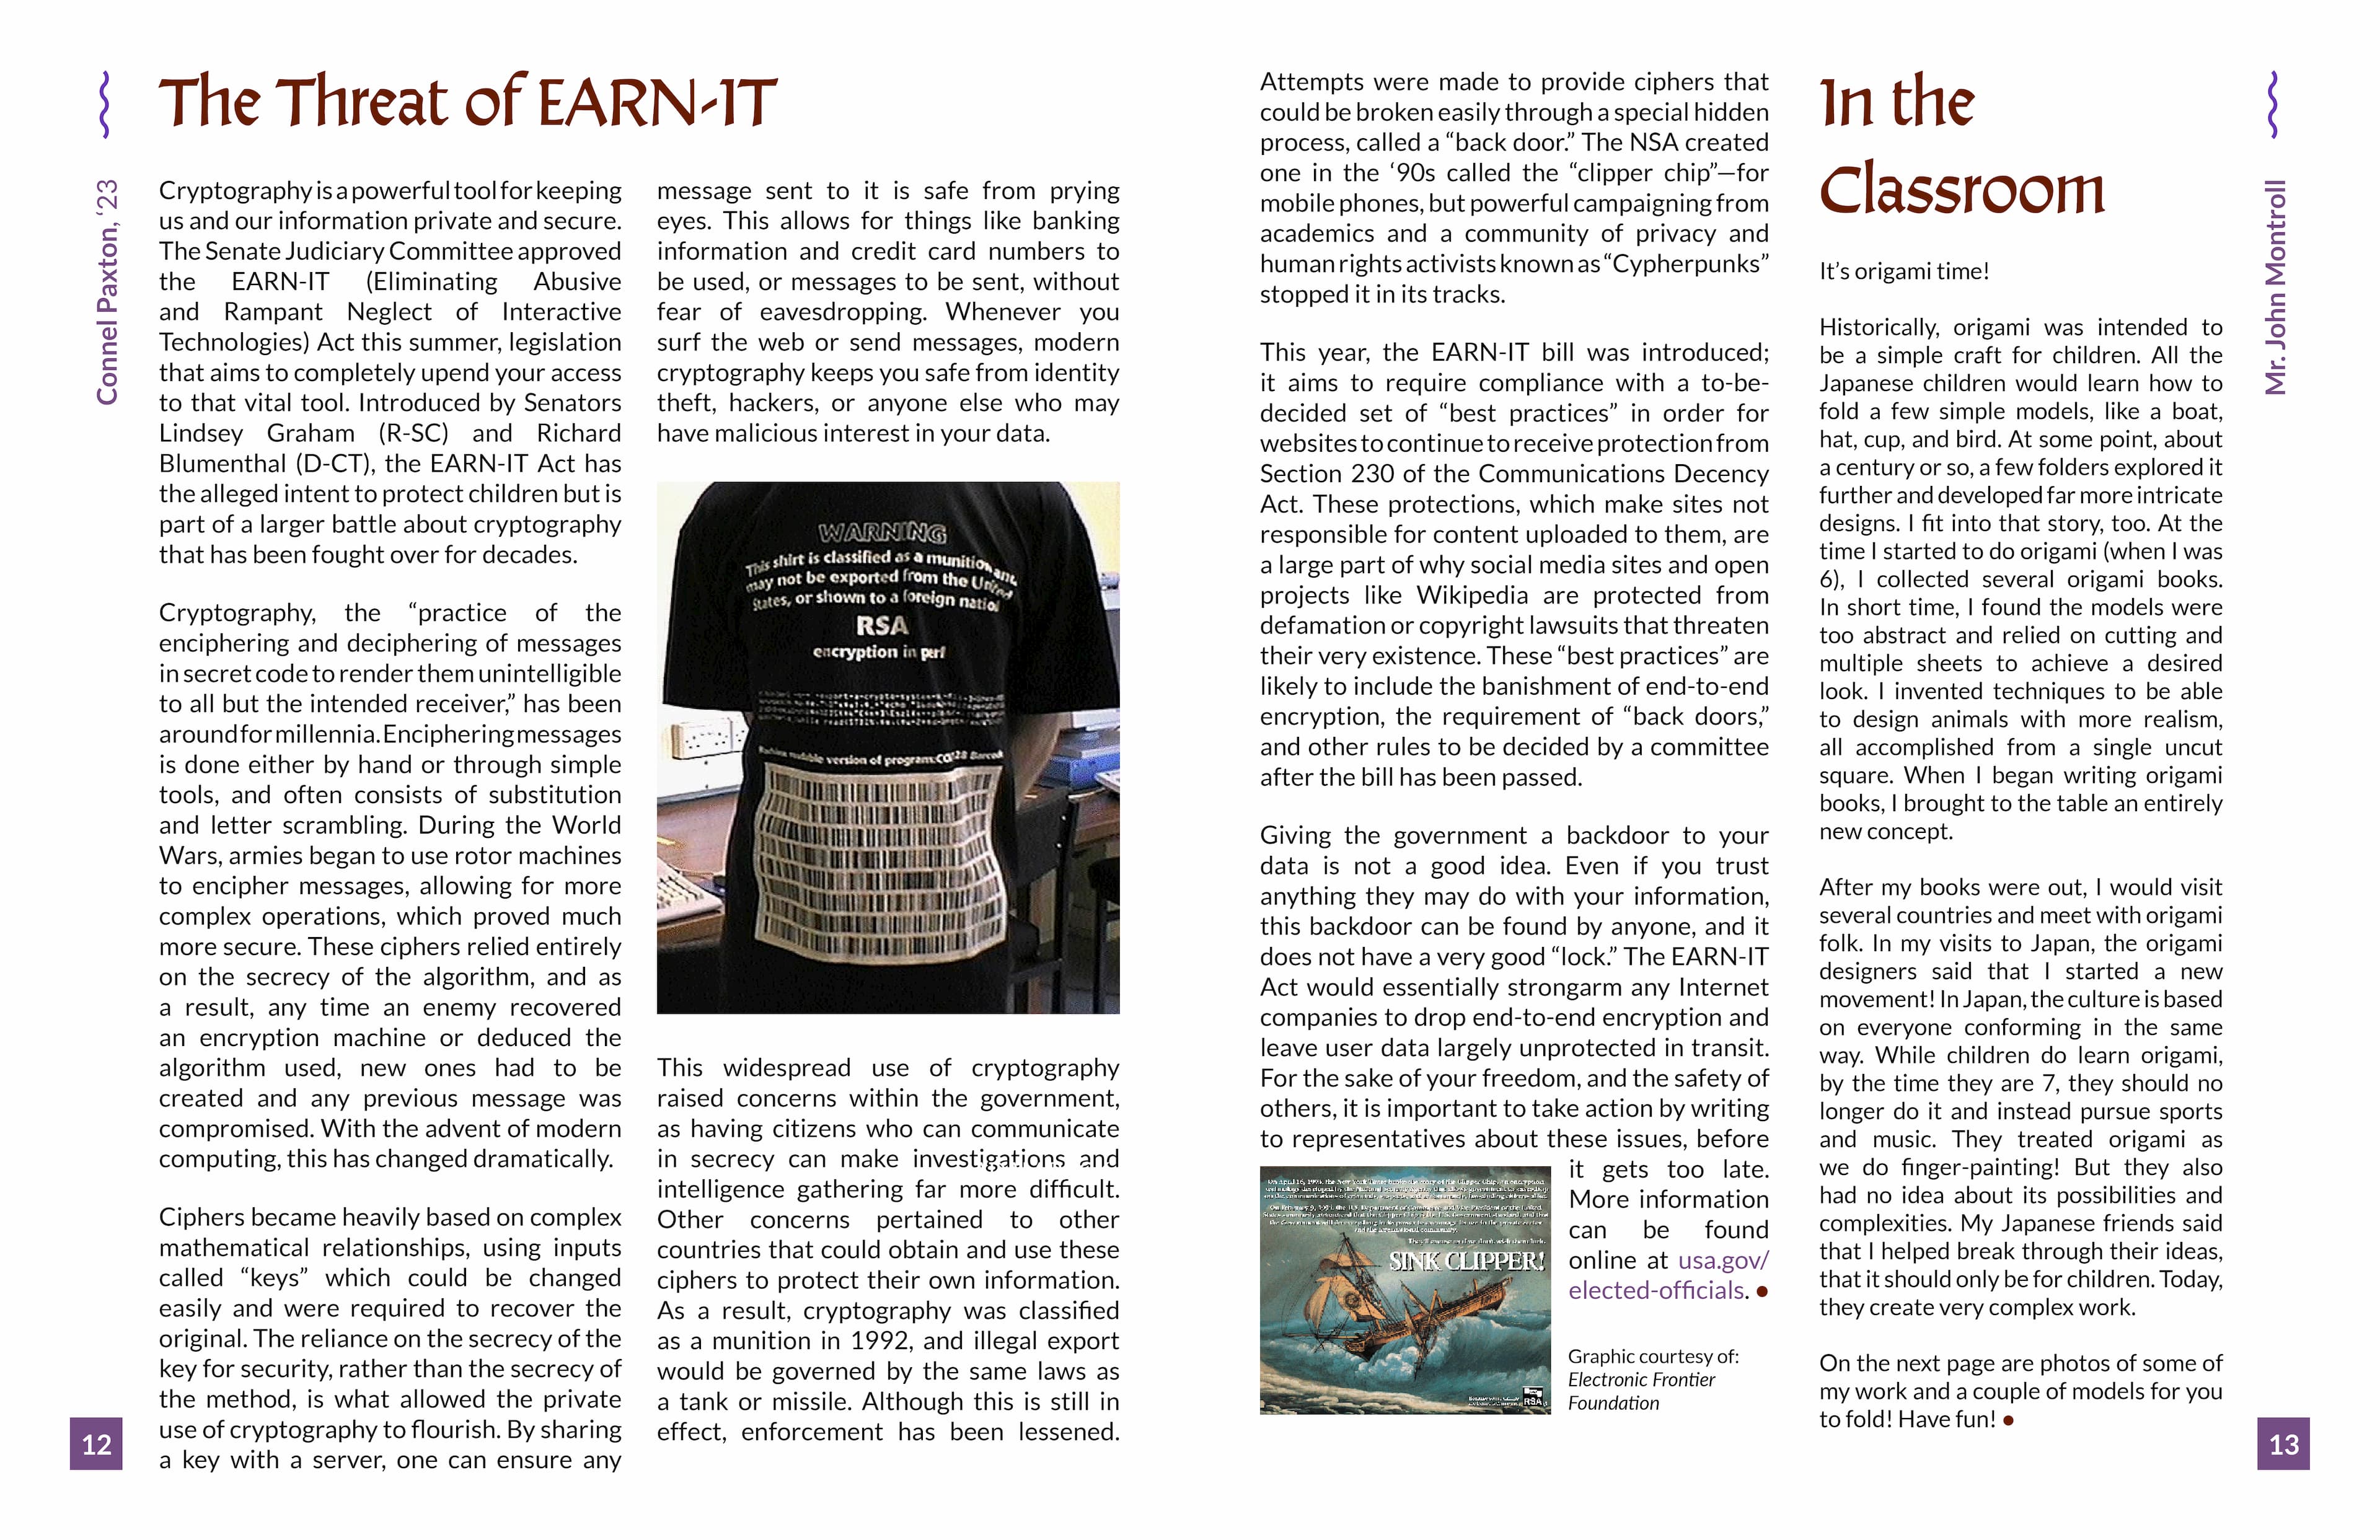 The Threat of EARN-IT
Connel Paxton, ‘23
Cryptography is a powerful tool for keeping
us and our information private and secure.
The Senate Judiciary Committee approved
the EARN-IT (Eliminating Abusive
and Rampant Neglect of Interactive
Technologies) Act this summer, legislation
that aims to completely upend your access
to that vital tool. Introduced by Senators
Lindsey Graham (R-SC) and Richard
Blumenthal (D-CT), the EARN-IT Act has
the alleged intent to protect children but is
part of a larger battle about cryptography
that has been fought over for decades.
Cryptography, the “practice of the
enciphering and deciphering of messages
in secret code to render them unintelligible
to all but the intended receiver,” has been
around for millennia. Enciphering messages
is done either by hand or through simple
tools, and often consists of substitution
and letter scrambling. During the World
Wars, armies began to use rotor machines
to encipher messages, allowing for more
complex operations, which proved much
more secure. These ciphers relied entirely
on the secrecy of the algorithm, and as
a result, any time an enemy recovered
an encryption machine or deduced the
algorithm used, new ones had to be
created and any previous message was
compromised. With the advent of modern
computing, this has changed dramatically.
Ciphers became heavily based on complex
mathematical relationships, using inputs
called “keys” which could be changed
easily and were required to recover the
original. The reliance on the secrecy of the
key for security, rather than the secrecy of
the method, is what allowed the private
use of cryptography to flourish. By sharing
a key with a server, one can ensure any
12
message sent to it is safe from prying
eyes. This allows for things like banking
information and credit card numbers to
be used, or messages to be sent, without
fear of eavesdropping. Whenever you
surf the web or send messages, modern
cryptography keeps you safe from identity
theft, hackers, or anyone else who may
have malicious interest in your data.
WARNING
This shirt is classified as a munition and
may not be exported from the United
States, or shown to a foreign natio
RSA
encryption in perl
version of program:
This widespread use of cryptography
raised concerns within the government,
as having citizens who can communicate
in secrecy can make investigations and
intelligence gathering far more difficult.
Other concerns pertained to other
countries that could obtain and use these
ciphers to protect their own information.
As a result, cryptography was classified
as a munition in 1992, and illegal export
would be governed by the same laws as
a tank or missile. Although this is still in
effect, enforcement has been lessened.
Attempts were made to provide ciphers that
could be broken easily through a special hidden
process, called a “back door.” The NSA created
one in the ‘90s called the “clipper chip”—for
mobile phones, but powerful campaigning from
academics and a community of privacy and
human rights activists known as “Cypherpunks”
stopped it in its tracks.
This year, the EARN-IT bill was introduced;
it aims to require compliance with a to-be-
decided set of “best practices” in order for
websites to continue to receive protection from
Section 230 of the Communications Decency
Act. These protections, which make sites not
responsible for content uploaded to them, are
a large part of why social media sites and open
projects like Wikipedia are protected from
defamation or copyright lawsuits that threaten
their very existence. These “best practices” are
likely to include the banishment of end-to-end
encryption, the requirement of “back doors,”
and other rules to be decided by a committee
after the bill has been passed.
Giving the government a backdoor to your
data is not a good idea. Even if you trust
anything they may do with your information,
this backdoor can be found by anyone, and it
does not have a very good “lock.” The EARN-IT
Act would essentially strongarm any Internet
companies to drop end-to-end encryption and
leave user data largely unprotected in transit.
For the sake of your freedom, and the safety of
others, it is important to take action by writing
to representatives about these issues, before
it gets too late.
More information
can be found
online at usa.gov/
elected-officials.
SINK CLIPPER!
RSA
Graphic courtesy of:
Electronic Frontier
Foundation
In the
Classroom
Mr. John Montroll
It’s origami time!
Historically, origami was intended to
be a simple craft for children. All the
Japanese children would learn how to
fold a few simple models, like a boat,
hat, cup, and bird. At some point, about
a century or so, a few folders explored it
further and developed far more intricate
designs. I fit into that story, too. At the
time I started to do origami (when I was
6), I collected several origami books.
In short time, I found the models were
too abstract and relied on cutting and
multiple sheets to achieve a desired
look. I invented techniques to be able
to design animals with more realism,
all accomplished from a single uncut
square. When I began writing origami
books, I brought to the table an entirely
new concept.
After my books were out, I would visit
several countries and meet with origami
folk. In my visits to Japan, the origami
designers said that I started a new
movement! In Japan, the culture is based
on everyone conforming in the same
way. While children do learn origami,
by the time they are 7, they should no
longer do it and instead pursue sports
and music. They treated origami as
we do finger-painting! But they also
had no idea about its possibilities and
complexities. My Japanese friends said
that I helped break through their ideas,
that it should only be for children. Today,
they create very complex work.
On the next page are photos of some of
my work and a couple of models for you
to fold! Have fun!
13